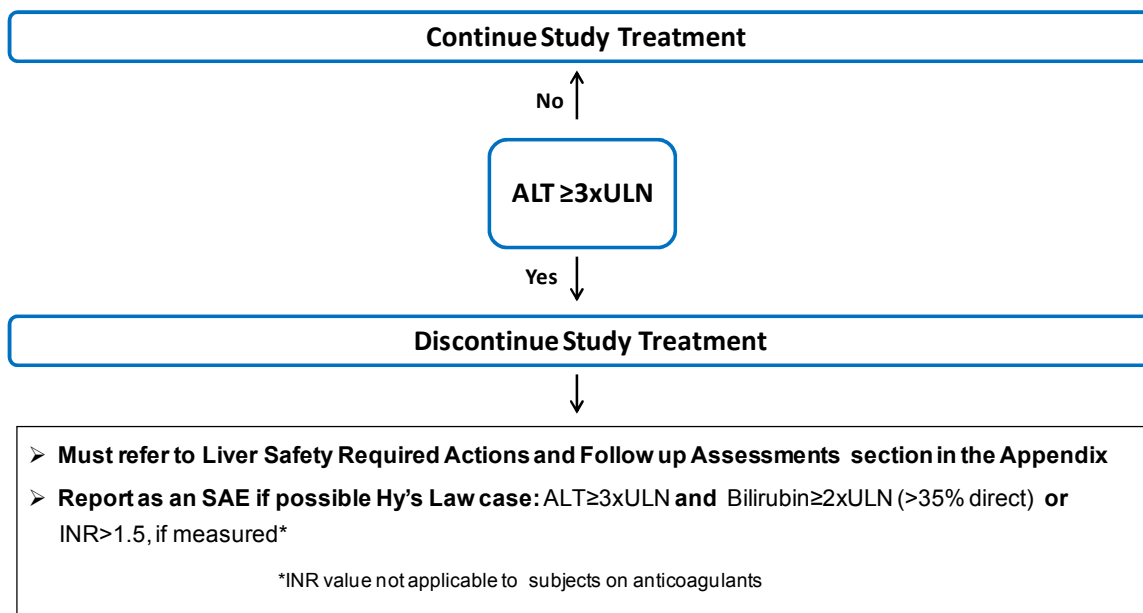 Continue Study Treatment
No
ALT ≥3xULN
Yes
Discontinue Study Treatment
➢ Must refer to Liver Safety Required Actions and Follow up Assessments section in the Appendix
➢ Report as an SAE if possible Hy's Law case: ALT≥3xULN and Bilirubin≥2xULN (>35% direct) or
INR>1.5, if measured*
*INR value not applicable to subjects on anticoagulants